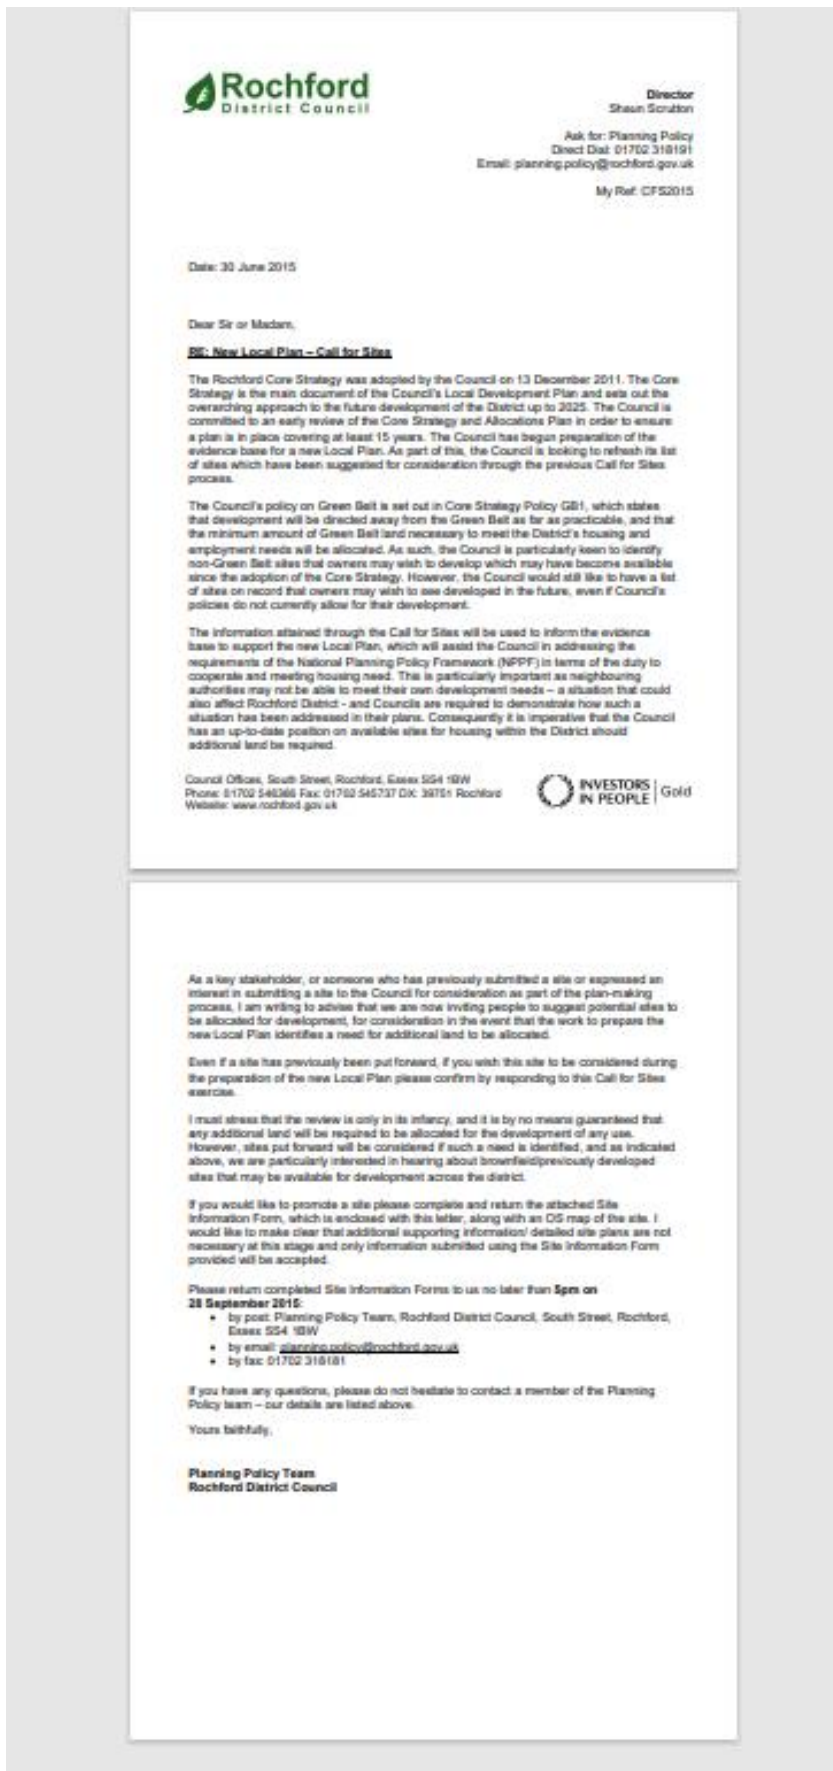 Rochford
District Council
Director
Shaun Scrutton
Ask for: Planning Policy
Direct Dial: 01702 318191
Email: planning.policy@rochford.gov.uk
My Ref: CFS2015
Date: 30 June 2015
Dear Sir or Madam,
RE: New Local Plan – Call for Sites
The Rochford Core Strategy was adopted by the Council on 13 December 2011. The Core
Strategy is the main document of the Council's Local Development Plan and sets out the
overarching approach to the future development of the District up to 2025. The Council is
committed to an early review of the Core Strategy and Allocations Plan in order to ensure
a plan is in place covering at least 15 years. The Council has begun preparation of the
evidence base for a new Local Plan. As part of this, the Council is looking to refresh its list
of sites which have been suggested for consideration through the previous Call for Sites
process.
The Council's policy on Green Belt is set out in Core Strategy Policy GB1, which states
that development will be directed away from the Green Belt as far as practicable, and that
the minimum amount of Green Belt land necessary to meet the District's housing and
employment needs will be allocated. As such, the Council is particularly keen to identify
non-Green Belt sites that owners may wish to develop which may have become available
since the adoption of the Core Strategy. However, the Council would still like to have a list
of sites on record that owners may wish to see developed in the future, even if Council's
policies do not currently allow for their development.
The information attained through the Call for Sites will be used to inform the evidence
base to support the new Local Plan, which will assist the Council in addressing the
requirements of the National Planning Policy Framework (NPPF) in terms of the duty to
cooperate and meeting housing need. This is particularly important as neighbouring
authorities may not be able to meet their own development needs – a situation that could
also affect Rochford District - and Councils are required to demonstrate how such a
situation has been addressed in their plans. Consequently it is imperative that the Council
has an up-to-date position on available sites for housing within the District should
additional land be required.
Council Offices, South Street, Rochford, Essex SS4 1BW
Phone: 01702 546366 Fax: 01702 545737 DX: 39751 Rochford
Website: www.rochford.gov.uk
INVESTORS
IN PEOPLE | Gold
As a key stakeholder, or someone who has previously submitted a site or expressed an
interest in submitting a site to the Council for consideration as part of the plan-making
process, I am writing to advise that we are now inviting people to suggest potential sites to
be allocated for development, for consideration in the event that the work to prepare the
new Local Plan identifies a need for additional land to be allocated.
Even if a site has previously been put forward, if you wish this site to be considered during
the preparation of the new Local Plan please confirm by responding to this Call for Sites
exercise.
I must stress that the review is only in its infancy, and it is by no means guaranteed that
any additional land will be required to be allocated for the development of any use.
However, sites put forward will be considered if such a need is identified, and as indicated
above, we are particularly interested in hearing about brownfield/previously developed
sites that may be available for development across the district.
If you would like to promote a site please complete and return the attached Site
Information Form, which is enclosed with this letter, along with an OS map of the site. I
would like to make clear that additional supporting information/ detailed site plans are not
necessary at this stage and only information submitted using the Site Information Form
provided will be accepted.
Please return completed Site Information Forms to us no later than 5pm on
28 September 2015:
• by post: Planning Policy Team, Rochford District Council, South Street, Rochford,
Essex SS4 1BW
• by email: planning.policy@rochford.gov.uk
• by fax: 01702 318181
If you have any questions, please do not hesitate to contact a member of the Planning
Policy team – our details are listed above.
Yours faithfully,
Planning Policy Team
Rochford District Council